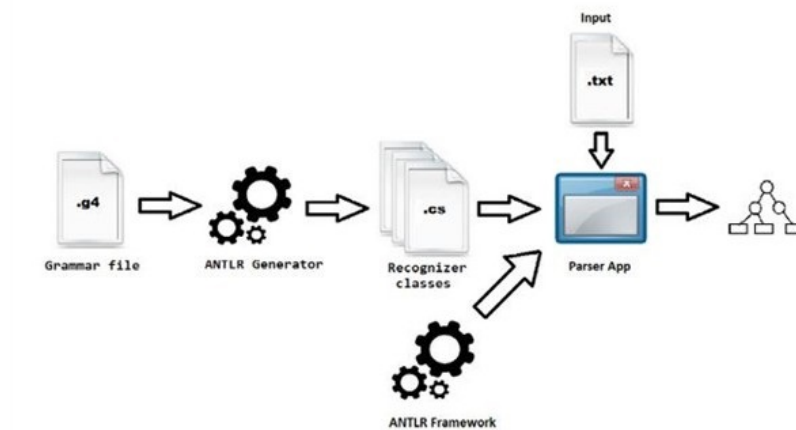 Input
.txt
.g4
.cs
X
Grammar file
ANTLR Generator
Recognizer
classes
Parser App
ANTLR Framework